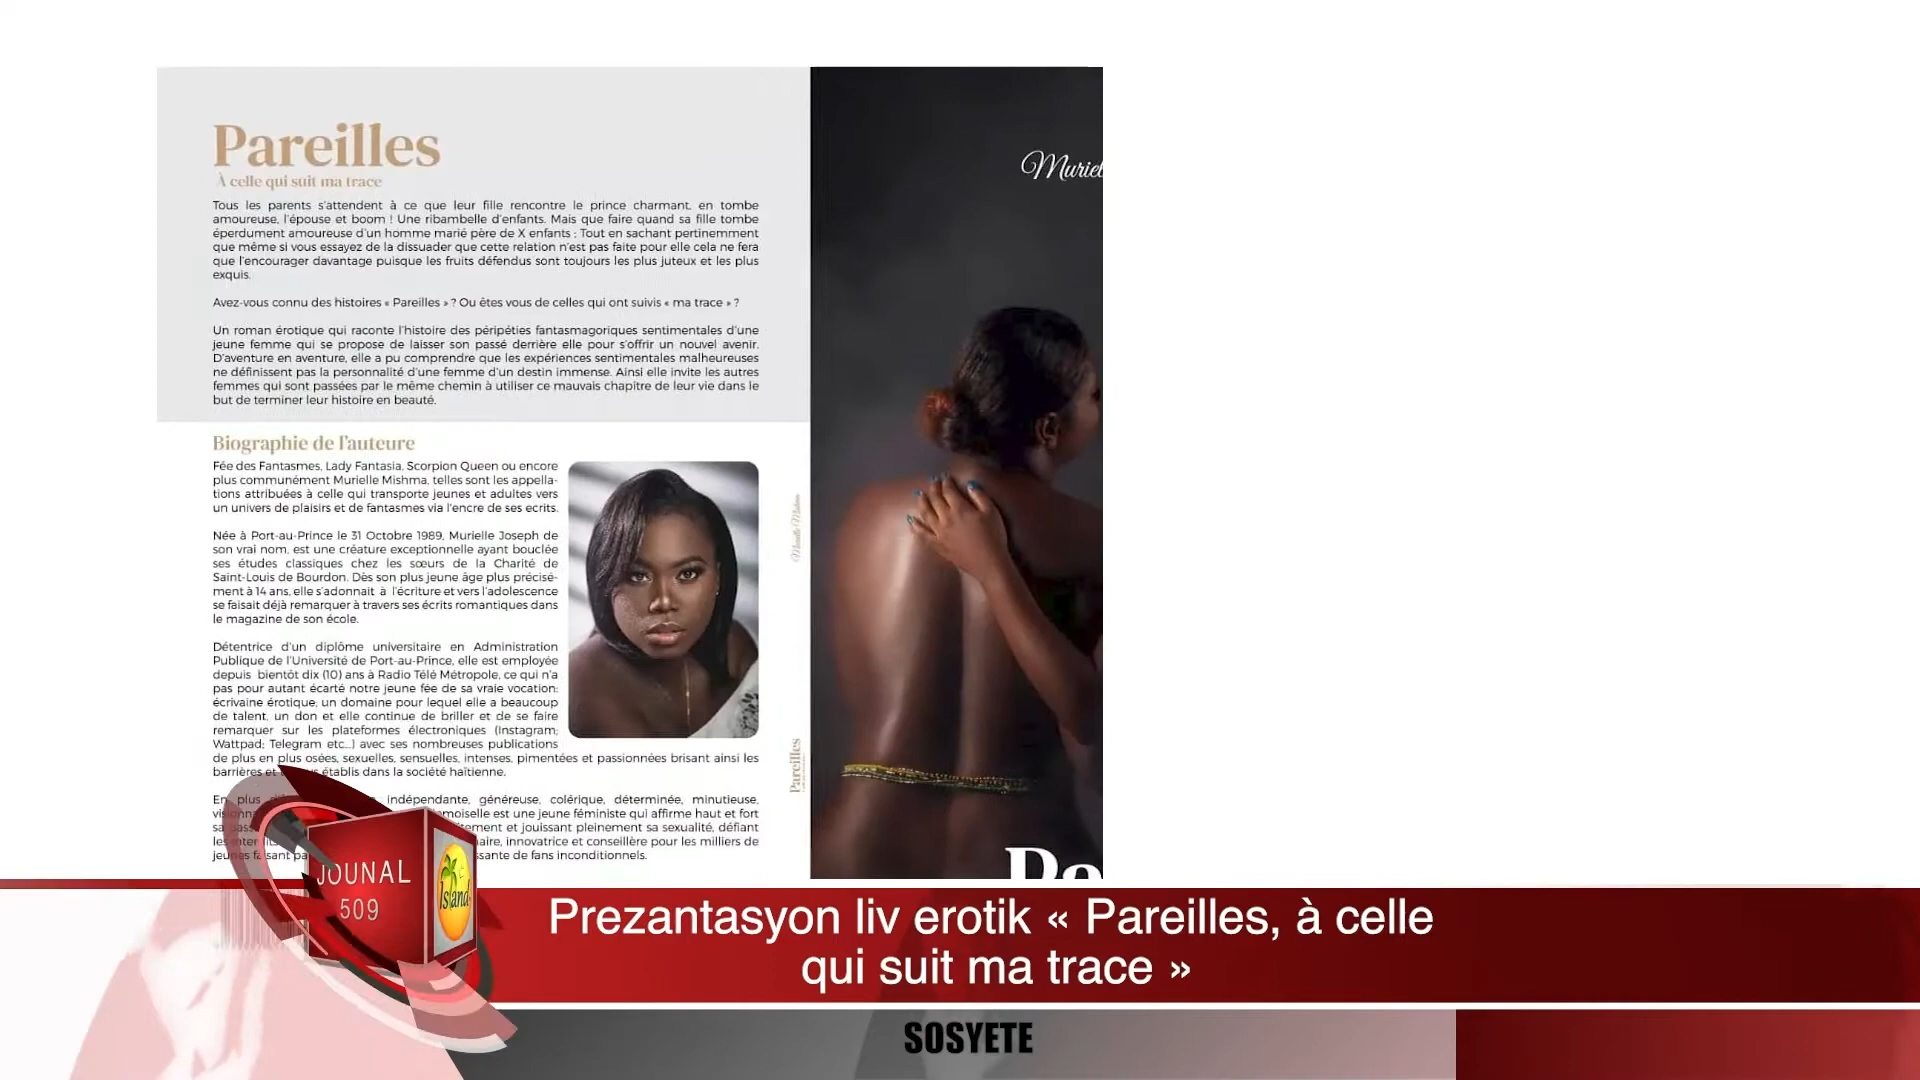 Pareilles
À celle qui suit ma trace
Tous les parents s'attendent à ce que leur fille rencontre le prince charmant, en tombe
amoureuse, l'épouse et boom ! Une ribambelle d'enfants. Mais que faire quand sa fille tombe
éperdument amoureuse d'un homme marié père de X enfants ; Tout en sachant pertinemment
que même si vous essayez de la dissuader que cette relation n'est pas faite pour elle cela ne fera
que l'encourager davantage puisque les fruits défendus sont toujours les plus juteux et les plus
exquis.
Avez-vous connu des histoires « Pareilles » ? Ou êtes vous de celles qui ont suivis « ma trace » ?
Un roman érotique qui raconte l'histoire des péripéties fantasmagoriques sentimentales d'une
jeune femme qui se propose de laisser son passé derrière elle pour s'offrir un nouvel avenir.
D'aventure en aventure, elle a pu comprendre que les expériences sentimentales malheureuses
ne définissent pas la personnalité d'une femme d'un destin immense. Ainsi elle invite les autres
femmes qui sont passées par le même chemin à utiliser ce mauvais chapitre de leur vie dans le
but de terminer leur histoire en beauté.
Biographie de l'auteure
Fée des Fantasmes, Lady Fantasia, Scorpion Queen ou encore
plus communément Murielle Mishma, telles sont les appella-
tions attribuées à celle qui transporte jeunes et adultes vers
un univers de plaisirs et de fantasmes via l'encre de ses ecrits.
Née à Port-au-Prince le 31 Octobre 1989, Murielle Joseph de
son vrai nom, est une créature exceptionnelle ayant bouclée
ses études classiques chez les sœurs de la Charité de
Saint-Louis de Bourdon. Dès son plus jeune âge plus précisé-
ment à 14 ans, elle s'adonnait à l'écriture et vers l'adolescence
se faisait déjà remarquer à travers ses écrits romantiques dans
le magazine de son école.
Détentrice d'un diplôme universitaire en Administration
Publique de l'Université de Port-au-Prince, elle est employée
depuis bientôt dix (10) ans à Radio Télé Métropole, ce qui n'a
pas pour autant écarté notre jeune fée de sa vraie vocation:
écrivaine érotique; un domaine pour lequel elle a beaucoup
de talent, un don et elle continue de briller et de se faire
remarquer sur les plateformes électroniques (Instagram;
Wattpad; Telegram etc...) avec ses nombreuses publications
de plus en plus osées, sexuelles, sensuelles, intenses, pimentées et passionnées brisant ainsi les
barrières et établis dans la société haïtienne.
En plus indépendante, généreuse, colérique, déterminée, minutieuse,
moiselle est une jeune féministe qui affirme haut et fort
sa tement et jouissant pleinement sa sexualité, défiant
les aire, innovatrice et conseillère pour les milliers de
jeunes faisant pa ssante de fans inconditionnels.
Murielle Mishma
Pareilles
Muriel
Pa
JOUNAL
509
Island
Prezantasyon liv erotik « Pareilles, à celle
qui suit ma trace »
SOSYETE